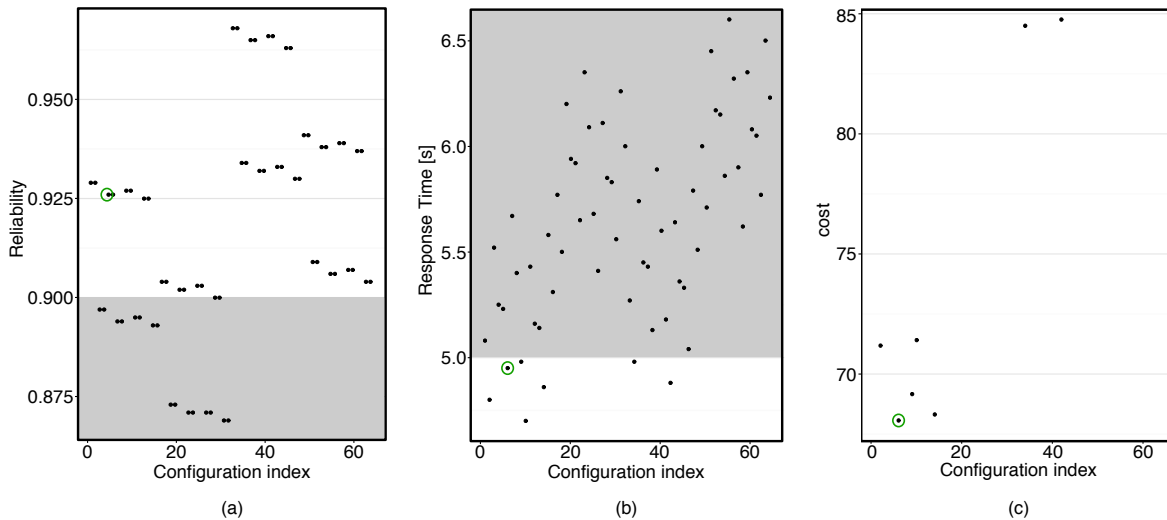 Reliability
0.950
0.925
0.900
0.875
0
20
40
60
Configuration index
(a)
Response Time [s]
6.5
6.0
5.5
5.0
0
20
40
60
Configuration index
(b)
cost
85
80
75
70
0
20
40
60
Configuration index
(c)